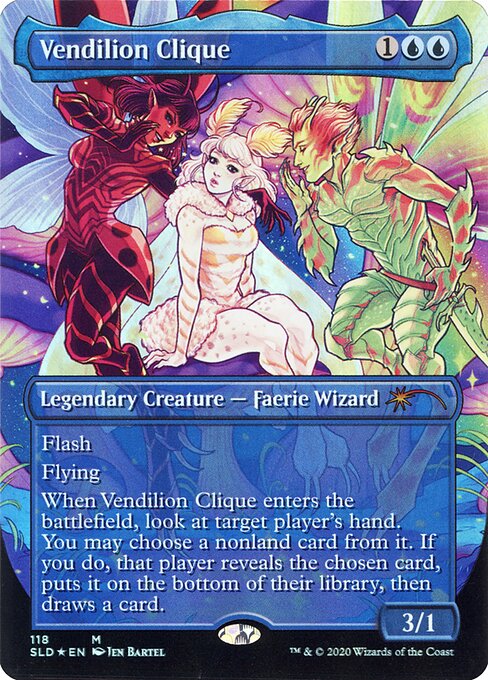 Vendilion Clique 1
Legendary Creature — Faerie Wizard
Flash
Flying
When Vendilion Clique enters the
battlefield, look at target player's hand.
You may choose a nonland card from it. If
you do, that player reveals the chosen card,
puts it on the bottom of their library, then
draws a card.
3/1
118 M
SLD ★ EN Jen Bartel
™ & © 2020 Wizards of the Coast